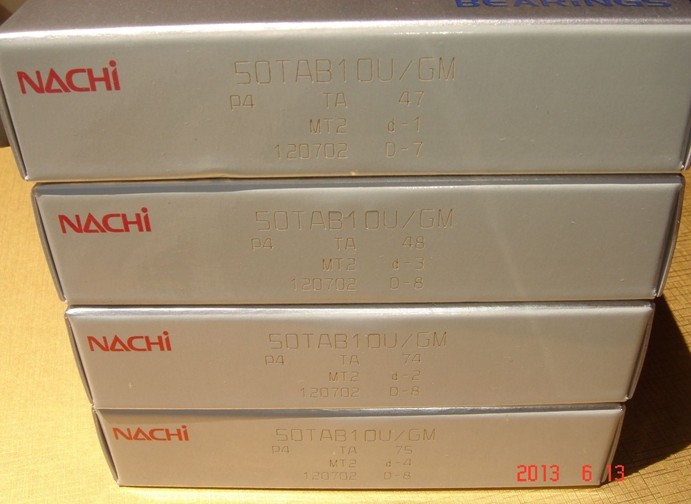 BEARINGS
NACHi 50TAB10U/GM
P4 TA 47
MT2 d-1
120702 D-7
NACHi 50TAB10U/GM
P4 TA 48
MT2 d-3
120702 D-8
NACHi 50TAB10U/GM
P4 TA 74
MT2 d-2
120702 D-8
NACHi 50TAB10U/GM
P4 TA 75
MT2 d-4
120702 D-8
2013 6 13